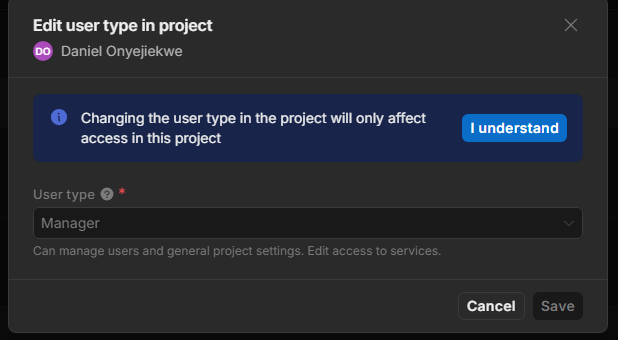 Edit user type in project
DO Daniel Onyejiekwe
Changing the user type in the project will only affect
access in this project
I understand
User type ? *
Manager
Can manage users and general project settings. Edit access to services.
Cancel Save